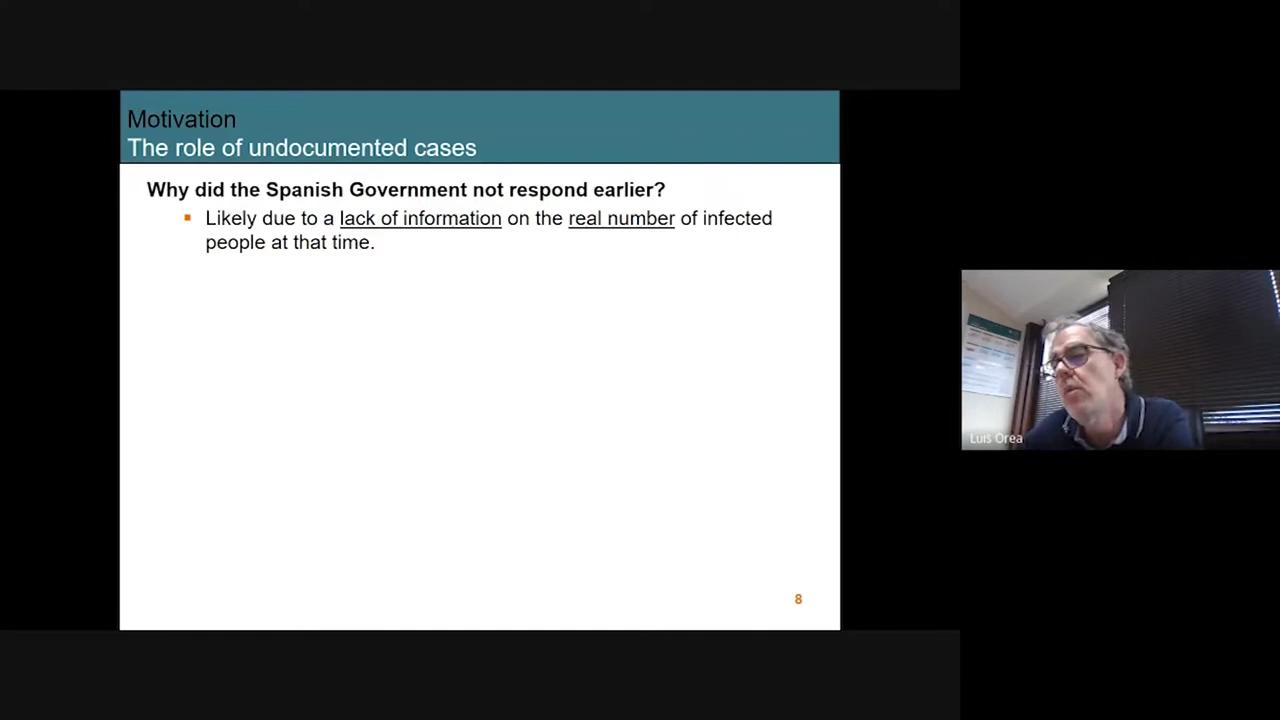 Motivation
The role of undocumented cases
Why did the Spanish Government not respond earlier?
▪ Likely due to a lack of information on the real number of infected
people at that time.
8
Luis Orea